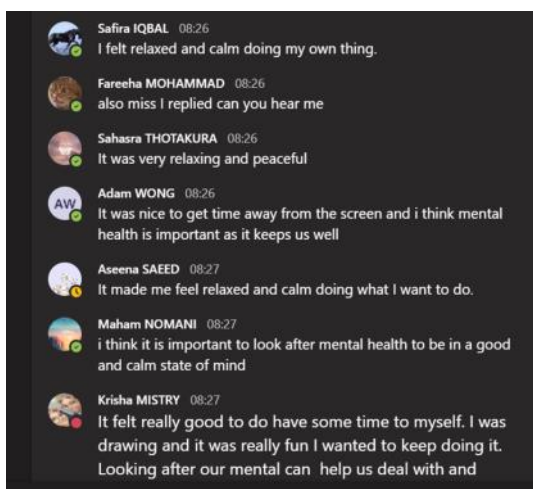 Safira IQBAL 08:26
I felt relaxed and calm doing my own thing.
Fareeha MOHAMMAD 08:26
also miss I replied can you hear me
Sahasra THOTAKURA 08:26
It was very relaxing and peaceful
AW
Adam WONG 08:26
It was nice to get time away from the screen and i think mental
health is important as it keeps us well
Aseena SAEED 08:27
It made me feel relaxed and calm doing what I want to do.
Maham NOMANI 08:27
i think it is important to look after mental health to be in a good
and calm state of mind
Krisha MISTRY 08:27
It felt really good to do have some time to myself. I was
drawing and it was really fun I wanted to keep doing it.
Looking after our mental can help us deal with and